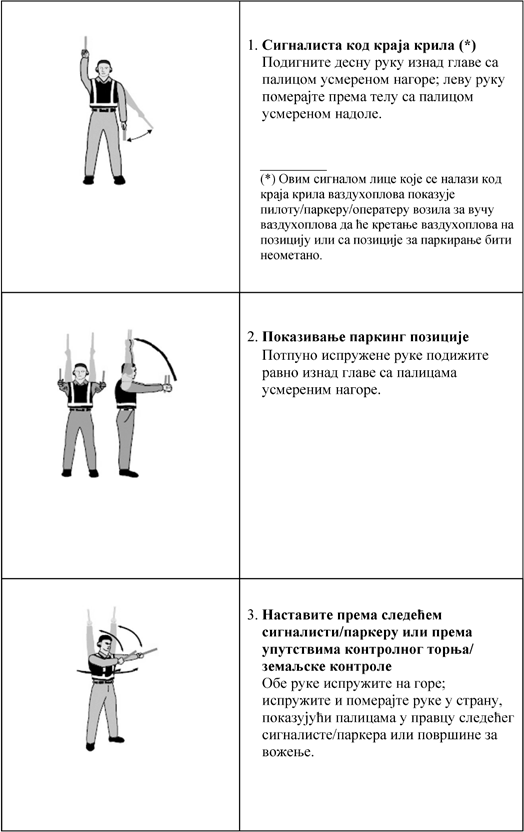 1. Сигналиста код краја крила (*)
Подигните десну руку изнад главе са
палицом усмереном нагоре; леву руку
померајте према телу са палицом
усмереном надоле.
(*) Овим сигналом лице које се налази код
краја крила ваздухоплова показује
пилоту/паркеру/оператеру возила за вучу
ваздухоплова да ће кретање ваздухоплова на
позицију или са позиције за паркирање бити
неометано.
2. Показивање паркинг позиције
Потпуно испружене руке подижите
равно изнад главе са палицама
усмереним нагоре.
3. Наставите према следећем
сигналисти/паркеру или према
упутствима контролног торња/
земаљске контроле
Обе руке испружите на горе;
испружите и померајте руке у страну,
показујући палицама у правцу следећег
сигналисте/паркера или површине за
вожење.